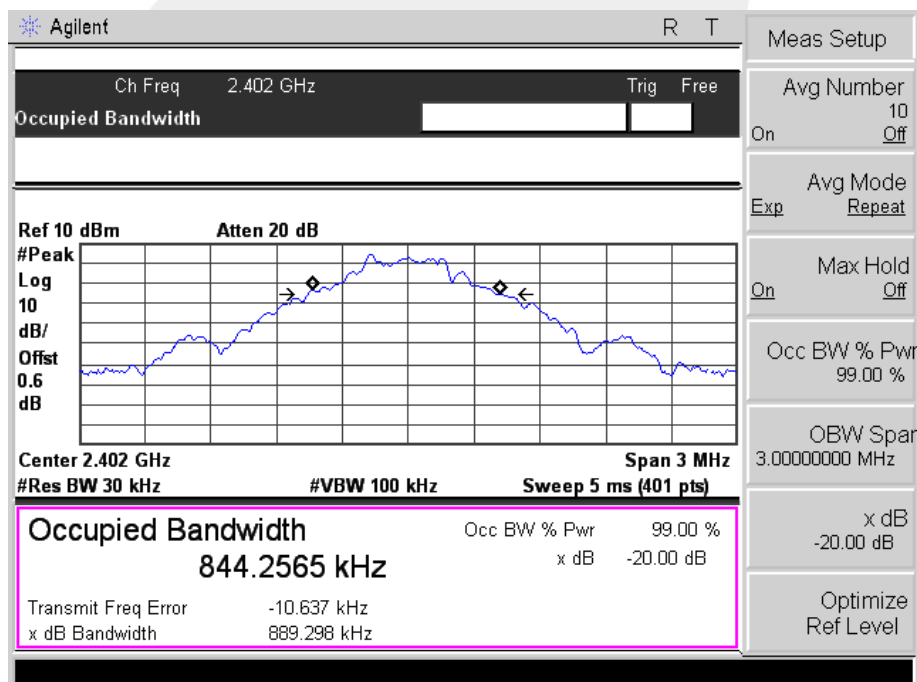 Agilent R T
Ch Freq 2.402 GHz Trig Free
Occupied Bandwidth
Ref 10 dBm Atten 20 dB
#Peak
Log
10
dB/
Offst
0.6
dB
Center 2.402 GHz Span 3 MHz
#Res BW 30 kHz #VBW 100 kHz Sweep 5 ms (401 pts)
Occupied Bandwidth Occ BW % Pwr 99.00 %
844.2565 kHz x dB -20.00 dB
Transmit Freq Error -10.637 kHz
x dB Bandwidth 889.298 kHz
Meas Setup
Avg Number
10
On Off
Avg Mode
Exp Repeat
Max Hold
On Off
Occ BW % Pwr
99.00 %
OBW Span
3.00000000 MHz
x dB
-20.00 dB
Optimize
Ref Level